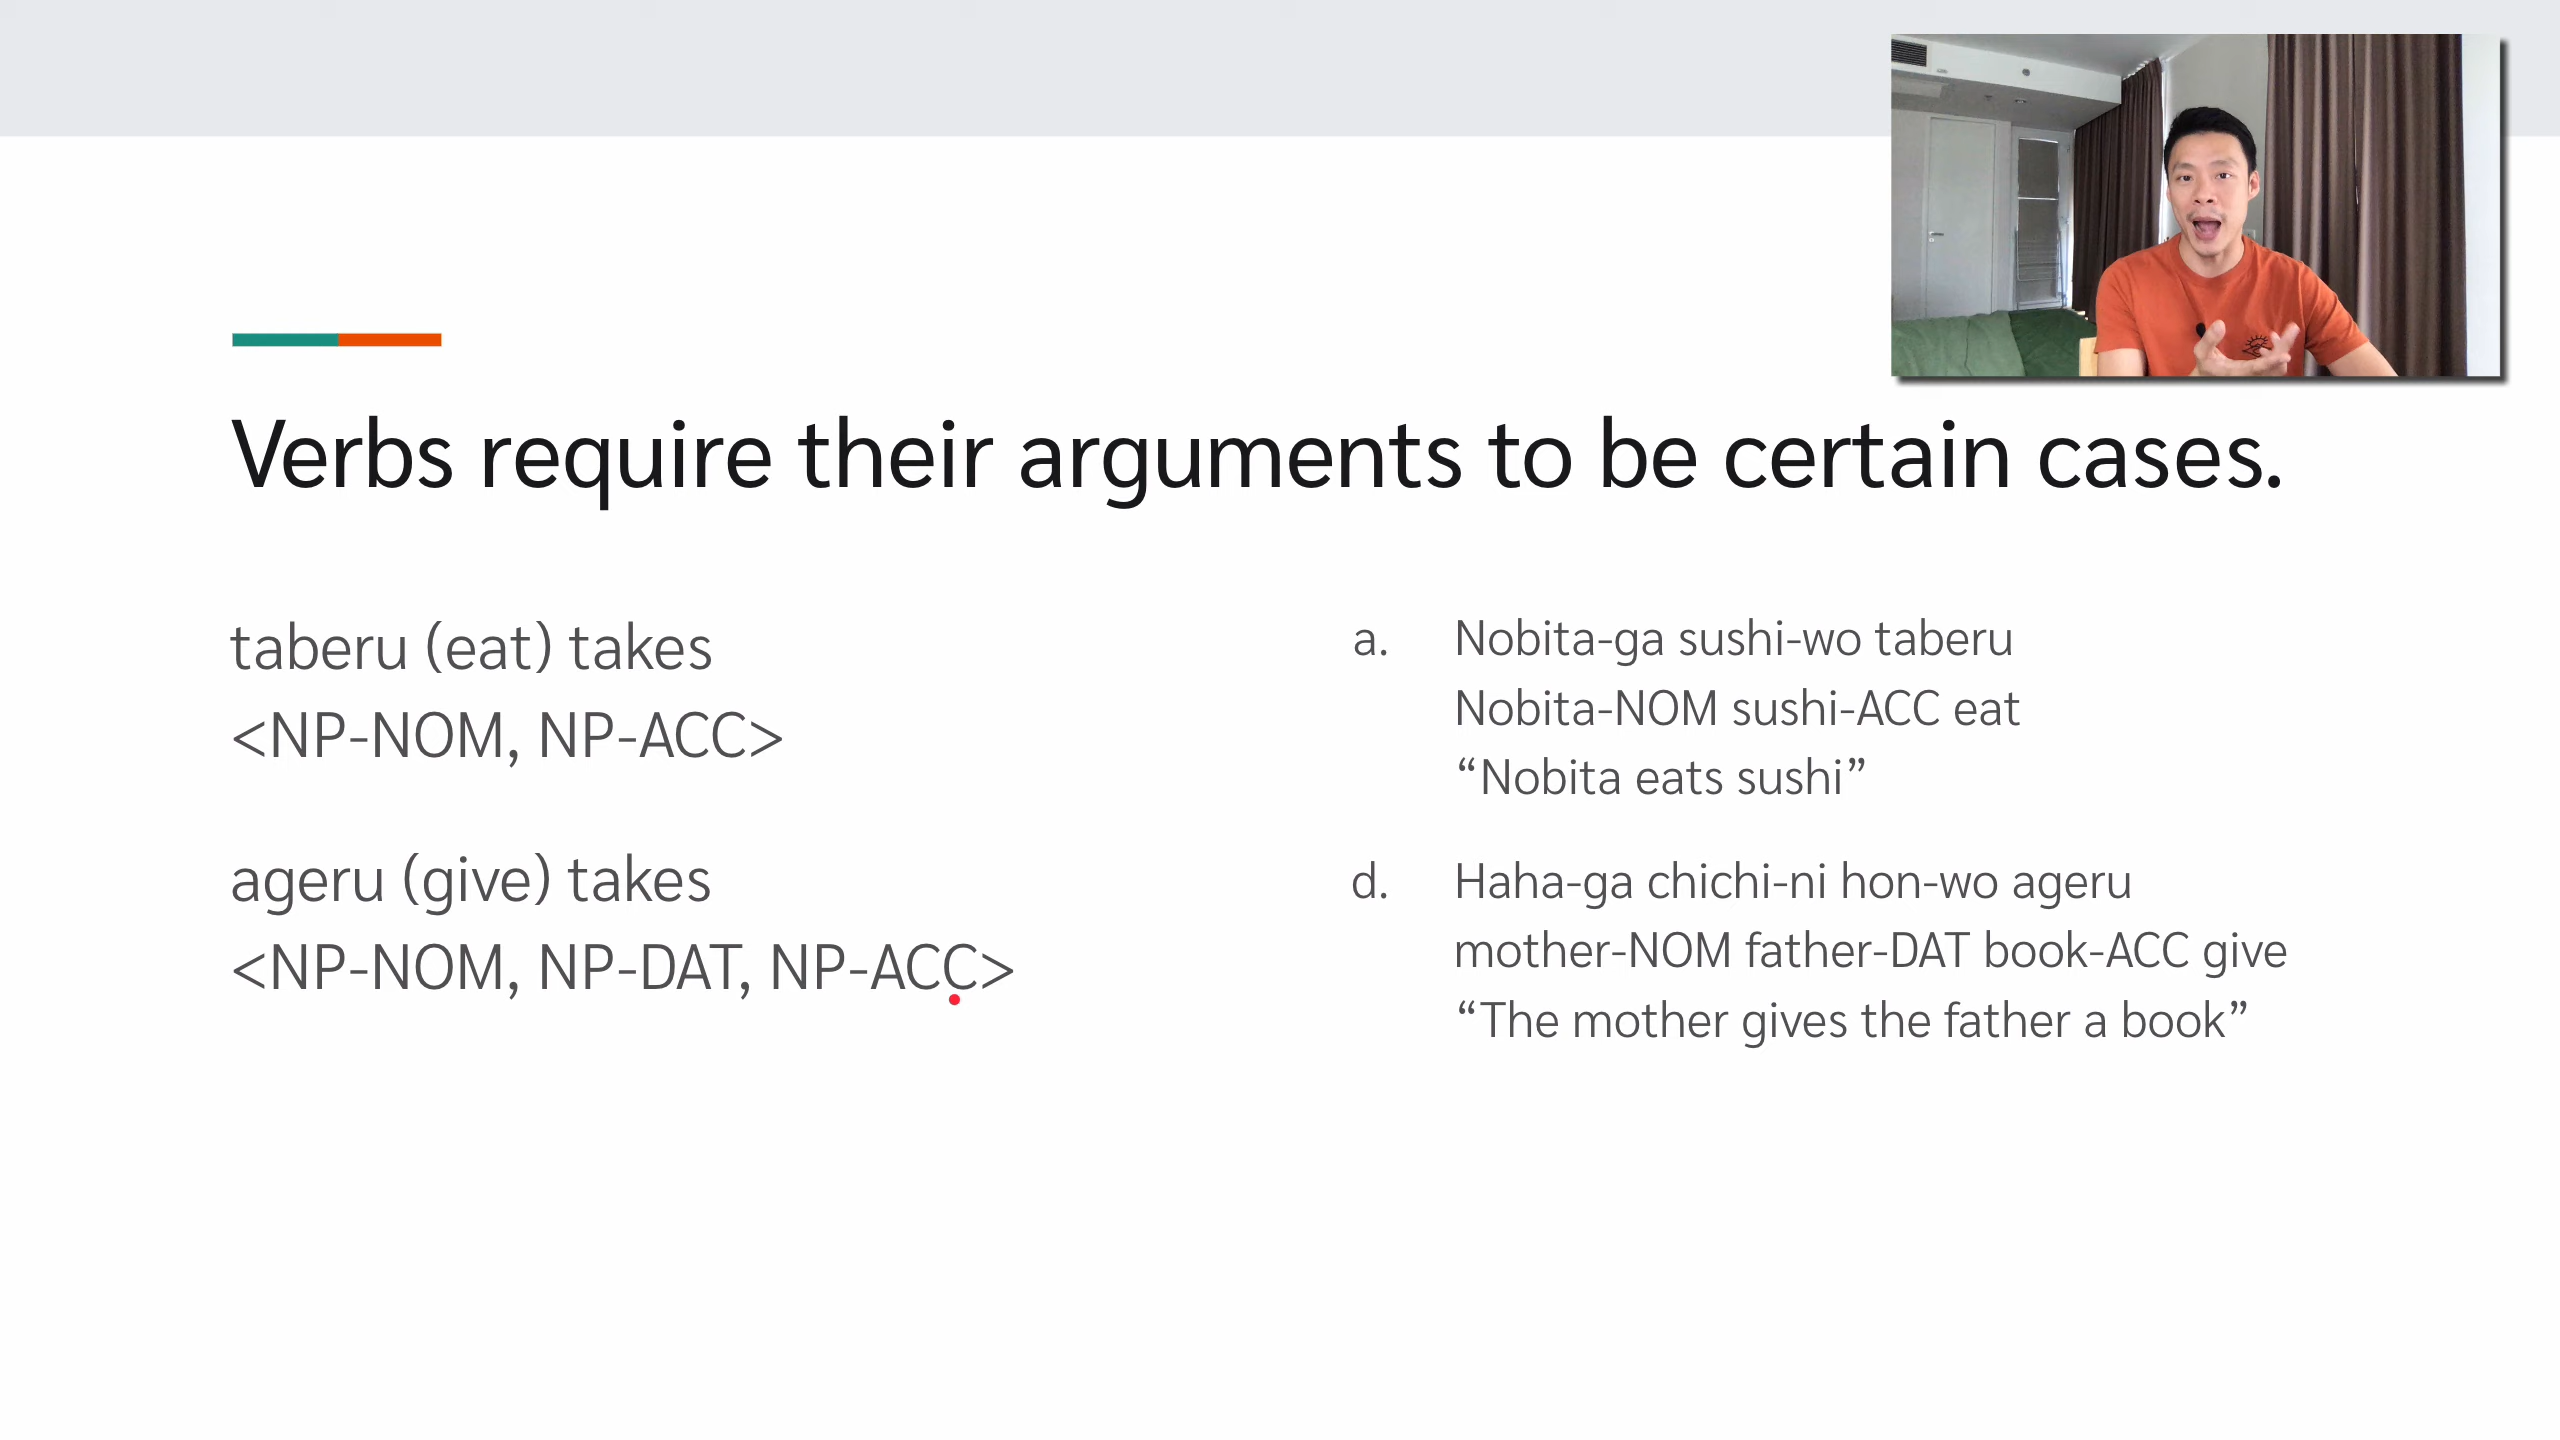 Verbs require their arguments to be certain cases.
taberu (eat) takes
<NP-NOM, NP-ACC>
ageru (give) takes
<NP-NOM, NP-DAT, NP-ACC>
a. Nobita-ga sushi-wo taberu
Nobita-NOM sushi-ACC eat
“Nobita eats sushi”
d. Haha-ga chichi-ni hon-wo ageru
mother-NOM father-DAT book-ACC give
“The mother gives the father a book”